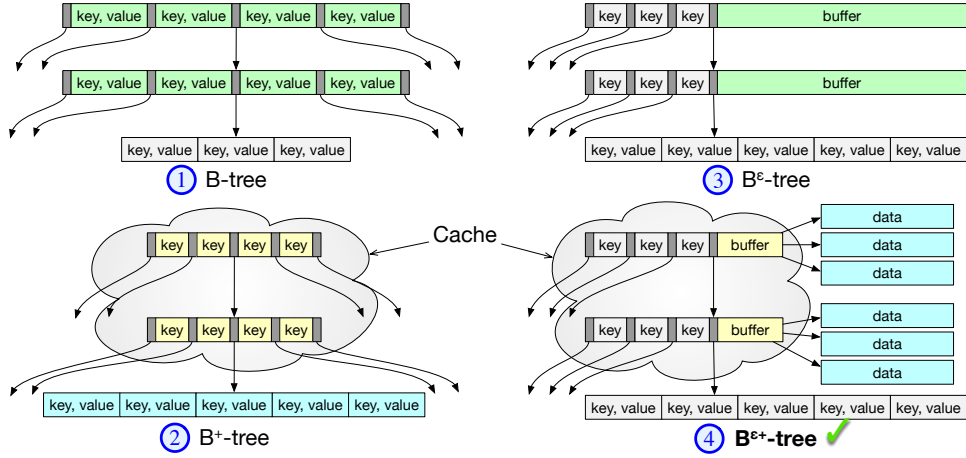 key, value key, value key, value key, value
key, value key, value key, value key, value
key, value key, value key, value
1 B-tree
key key key buffer
key key key buffer
key, value key, value key, value key, value key, value
3 Bᵋ-tree
Cache
key key key key
key key key key
key, value key, value key, value key, value key, value
2 B⁺-tree
data
key key key buffer data
data
data
key key key buffer data
data
key, value key, value key, value key, value key, value
4 Bᵋ⁺-tree